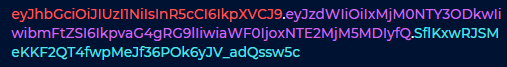 eyJhbGciOiJIUzI1NiIsInR5cCI6IkpXVCJ9.eyJzdWIiOiIxMjM0NTY3ODkwIi
wibmFtZSI6IkpvaG4gRG9lIiwiaWF0IjoxNTE2MjM5MDIyfQ.SflKxwRJSM
eKKF2QT4fwpMeJf36POk6yJV_adQssw5c